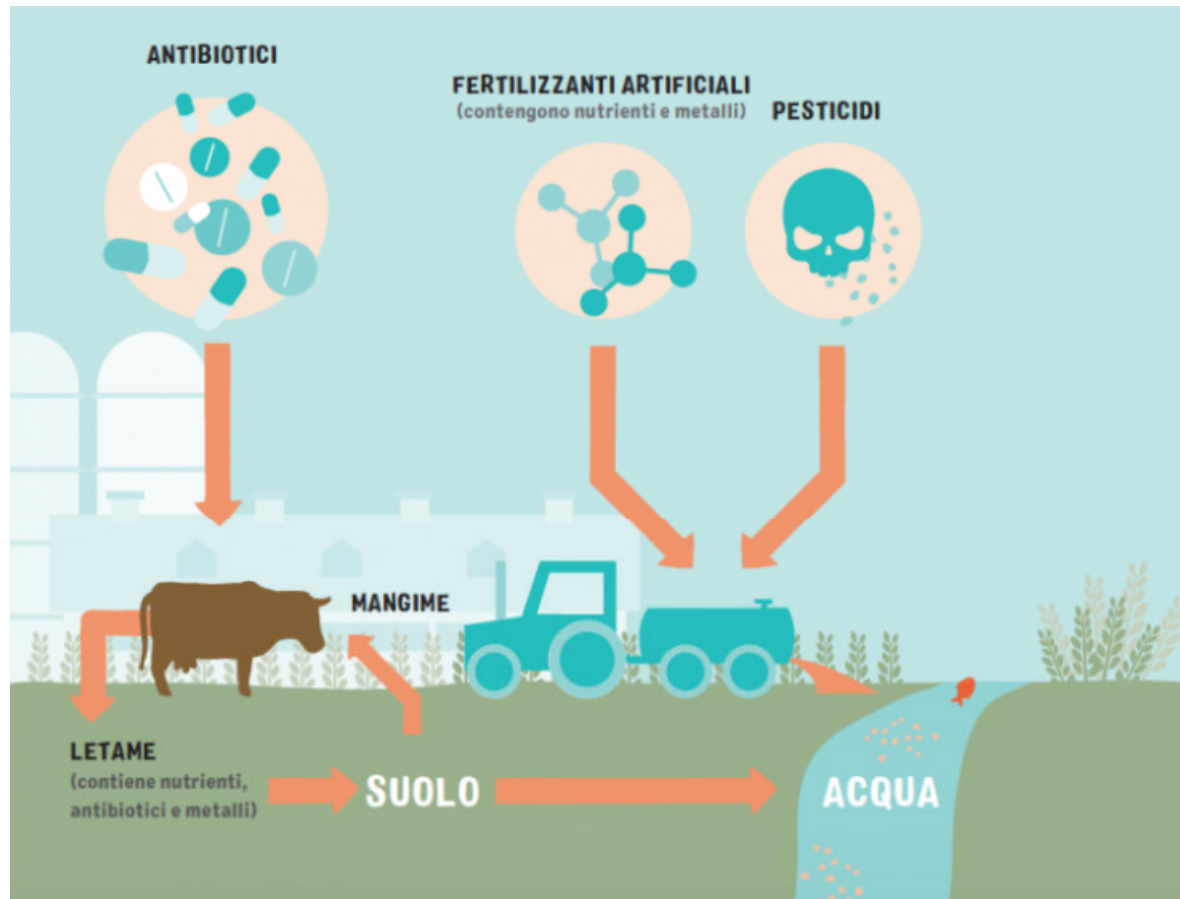 ANTIBIOTICI
FERTILIZZANTI ARTIFICIALI
(contengono nutrienti e metalli)
PESTICIDI
MANGIME
LETAME
(contiene nutrienti,
antibiotici e metalli)
SUOLO
ACQUA